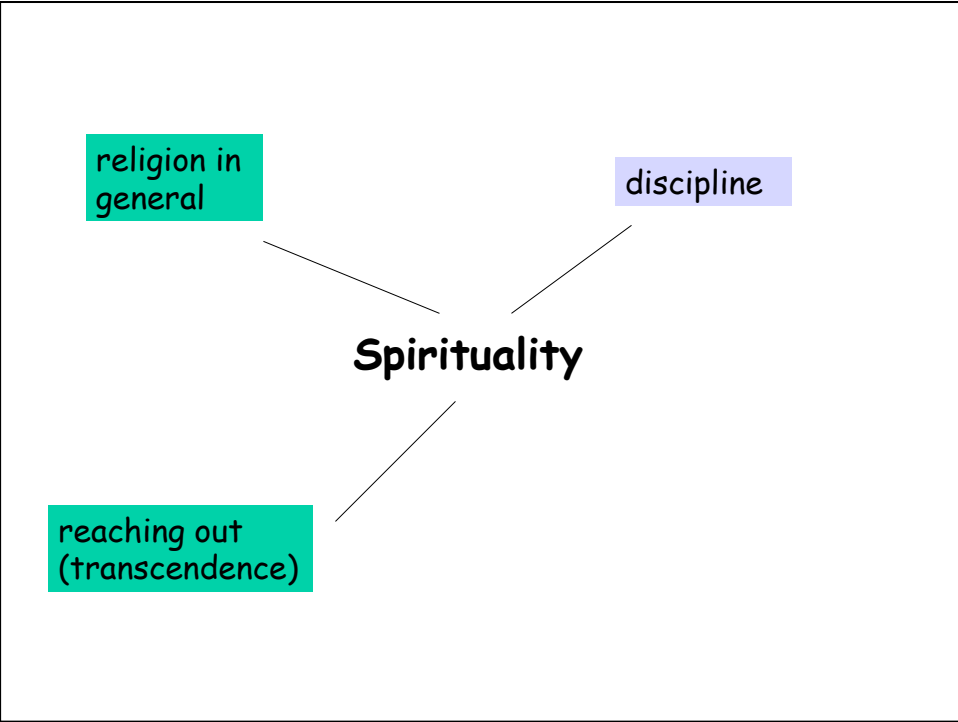 religion in
general
discipline
Spirituality
reaching out
(transcendence)